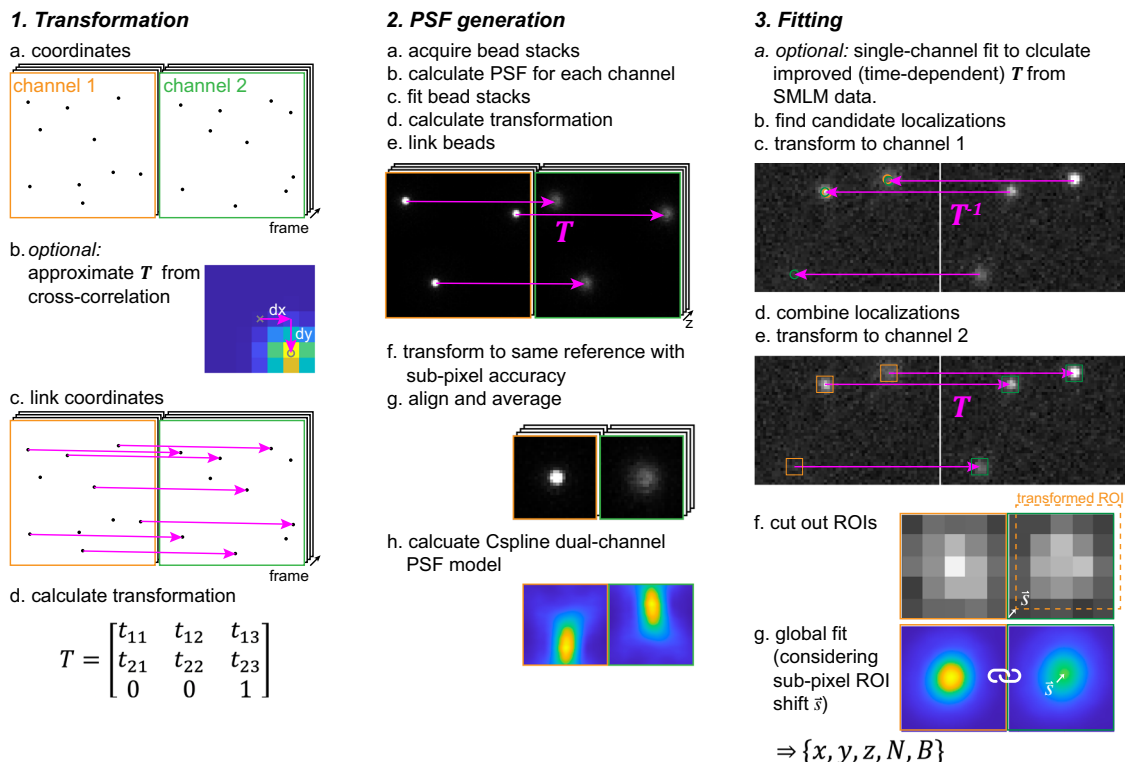 1. Transformation
a. coordinates
channel 1
channel 2
frame
b. optional:
approximate T from
cross-correlation
dx
dy
c. link coordinates
frame
d. calculate transformation
T = [t11 t12 t13
t21 t22 t23
0 0 1]
2. PSF generation
a. acquire bead stacks
b. calculate PSF for each channel
c. fit bead stacks
d. calculate transformation
e. link beads
T
z
f. transform to same reference with
sub-pixel accuracy
g. align and average
h. calcuate Cspline dual-channel
PSF model
3. Fitting
a. optional: single-channel fit to clculate
improved (time-dependent) T from
SMLM data.
b. find candidate localizations
c. transform to channel 1
T-1
d. combine localizations
e. transform to channel 2
T
transformed ROI
f. cut out ROIs
s⃗
g. global fit
(considering
sub-pixel ROI
shift s⃗)
s⃗
⇒ {x, y, z, N, B}